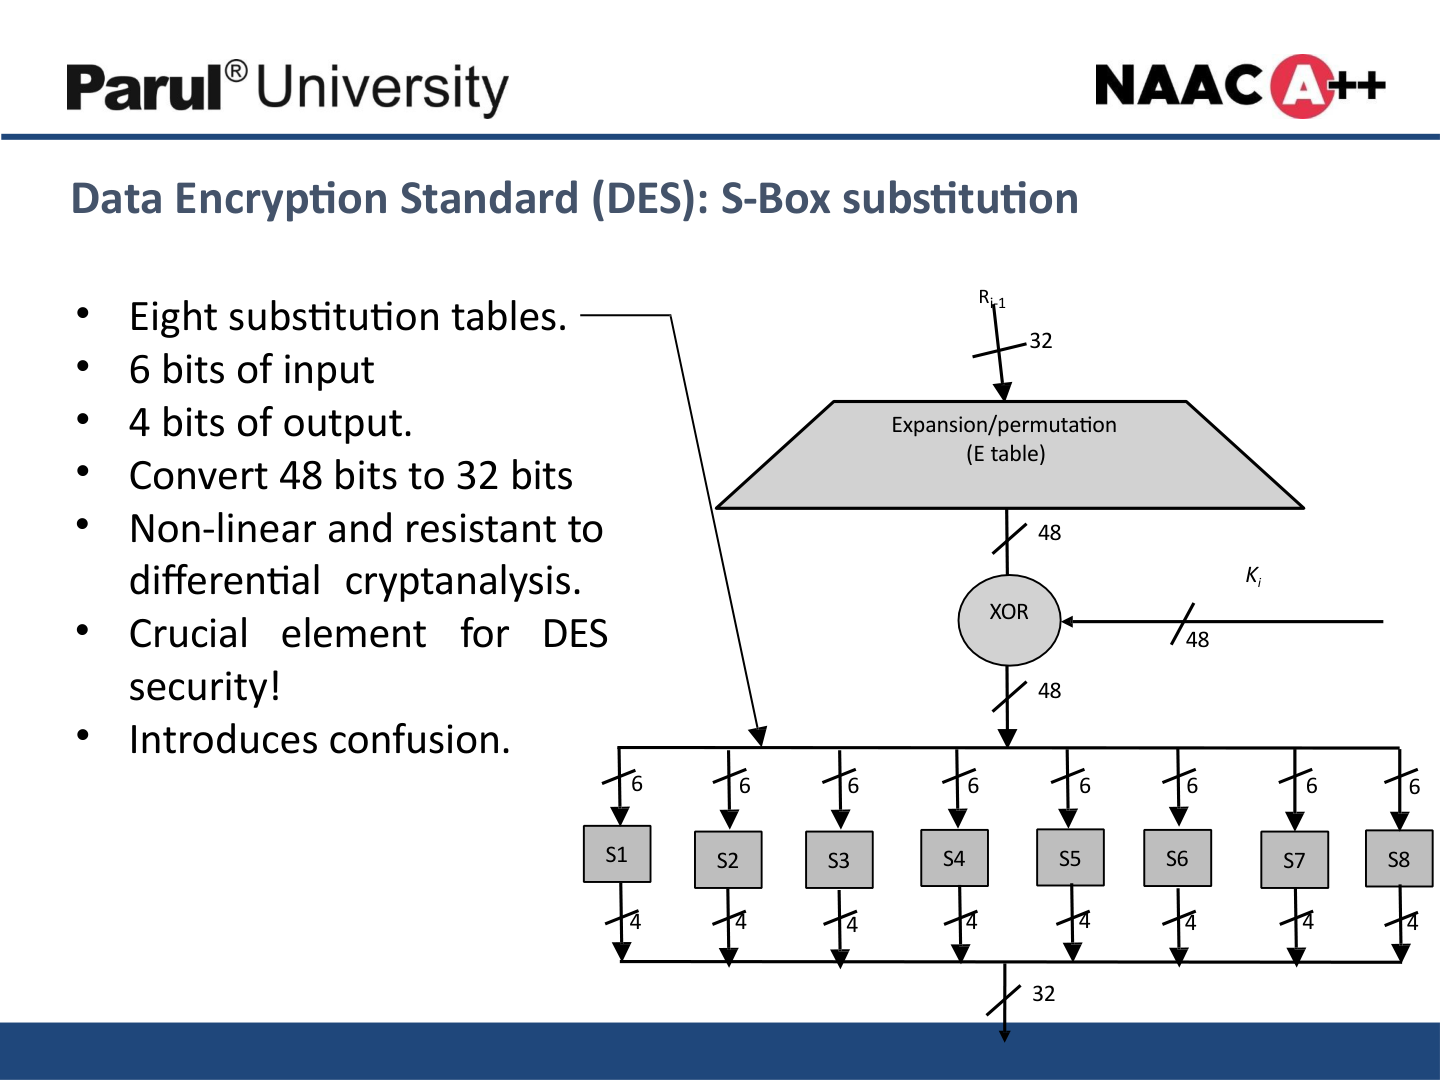 Parul® University
NAAC A++
Data Encryption Standard (DES): S-Box substitution
• Eight substitution tables.
• 6 bits of input
• 4 bits of output.
• Convert 48 bits to 32 bits
• Non-linear and resistant to
differential cryptanalysis.
• Crucial element for DES
security!
• Introduces confusion.
Ri-1
32
Expansion/permutation
(E table)
48
Ki
XOR
48
48
6 6 6 6 6 6 6 6
S1 S2 S3 S4 S5 S6 S7 S8
4 4 4 4 4 4 4 4
32